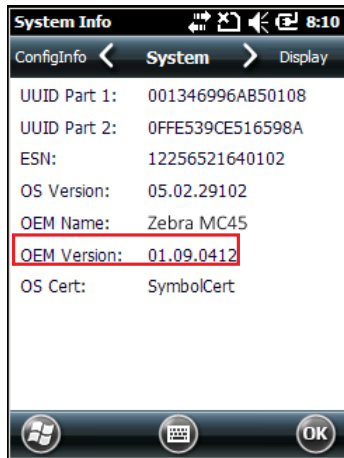 System Info 8:10
ConfigInfo System Display
UUID Part 1: 001346996AB50108
UUID Part 2: 0FFE539CE516598A
ESN: 12256521640102
OS Version: 05.02.29102
OEM Name: Zebra MC45
OEM Version: 01.09.0412
OS Cert: SymbolCert
OK